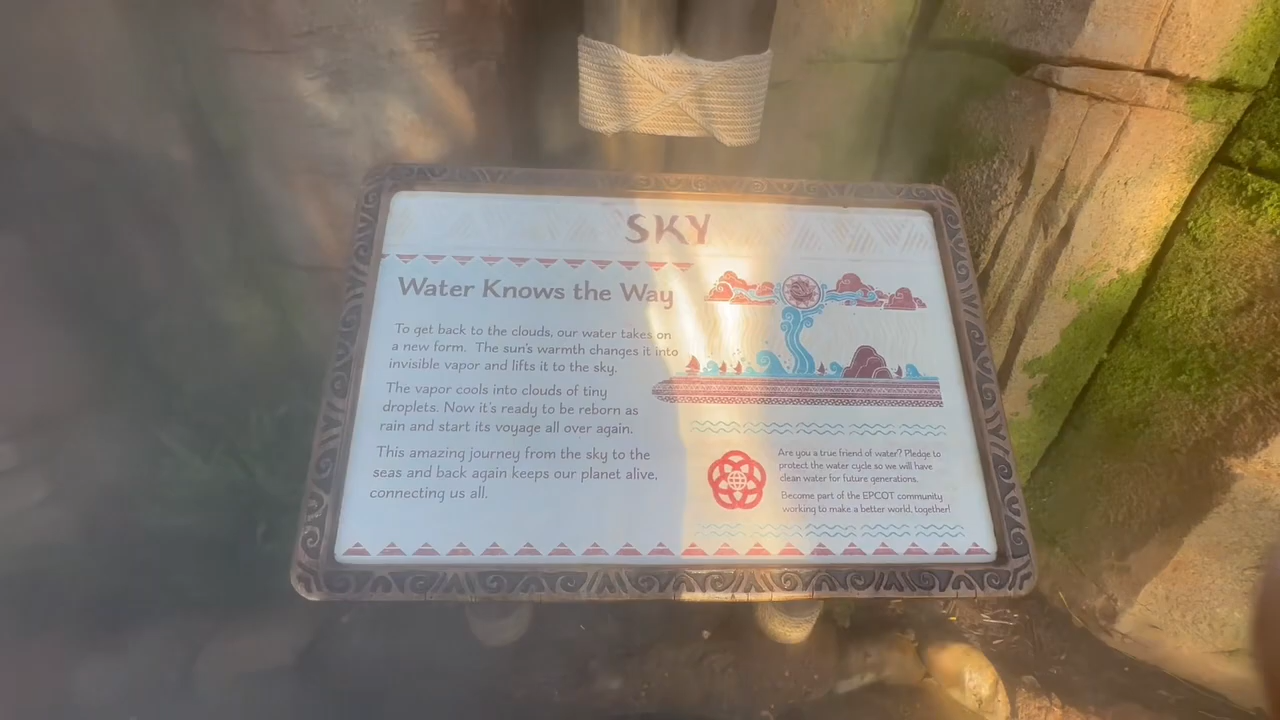 SKY
Water Knows the Way
To get back to the clouds, our water takes on
a new form. The sun's warmth changes it into
invisible vapor and lifts it to the sky.
The vapor cools into clouds of tiny
droplets. Now it's ready to be reborn as
rain and start its voyage all over again.
This amazing journey from the sky to the
seas and back again keeps our planet alive,
connecting us all.
Are you a true friend of water? Pledge to
protect the water cycle so we will have
clean water for future generations.
Become part of the EPCOT community
working to make a better world, together!